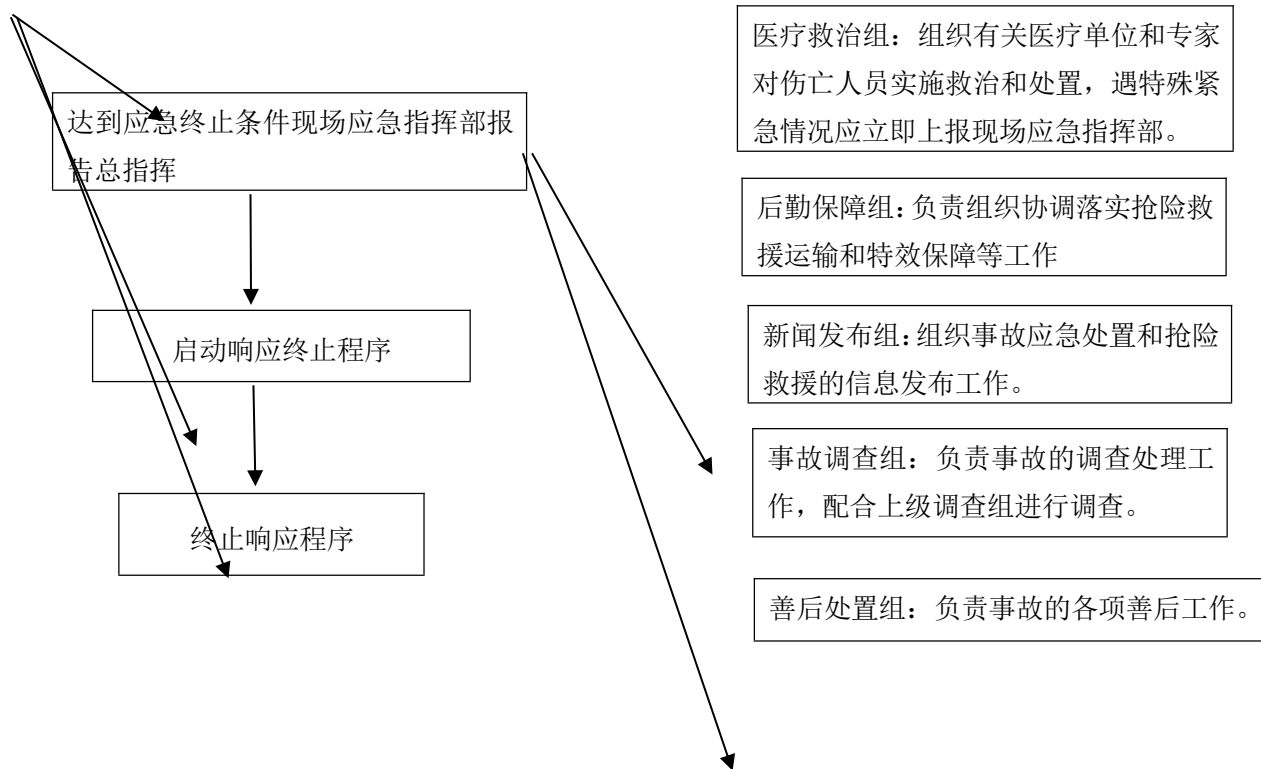 达到应急终止条件现场应急指挥部报
告总指挥
启动响应终止程序
终止响应程序
医疗救治组：组织有关医疗单位和专家
对伤亡人员实施救治和处置，遇特殊紧
急情况应立即上报现场应急指挥部。
后勤保障组：负责组织协调落实抢险救
援运输和特效保障等工作
新闻发布组：组织事故应急处置和抢险
救援的信息发布工作。
事故调查组：负责事故的调查处理工
作，配合上级调查组进行调查。
善后处置组：负责事故的各项善后工作。